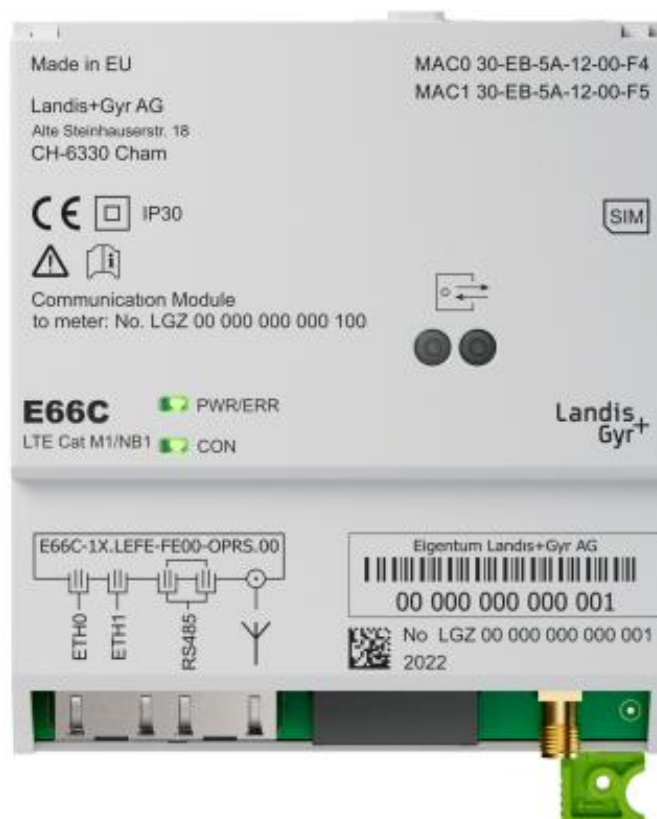 Made in EU
MAC0 30-EB-5A-12-00-F4
MAC1 30-EB-5A-12-00-F5
Landis+Gyr AG
Alte Steinhauserstr. 18
CH-6330 Cham
CE
IP30
SIM
i
Communication Module
to meter: No. LGZ 00 000 000 000 100
E66C
PWR/ERR
LTE Cat M1/NB1
CON
Landis+
Gyr
E66C-1X.LEFE-FE00-OPRS.00
ETH0
ETH1
RS485
Eigentum Landis+Gyr AG
00 000 000 000 001
No LGZ 00 000 000 000 001
2022